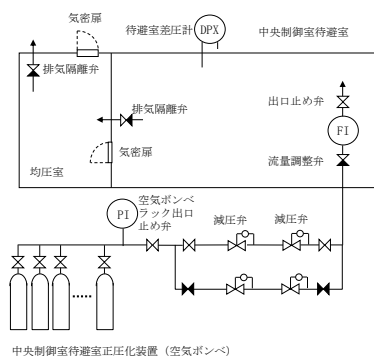 気密扉
待避室差圧計
DPX
中央制御室待避室
排気隔離弁
排気隔離弁
出口止め弁
FI
気密扉
流量調整弁
均圧室
空気ボンベ
ラック出口
止め弁
PI
減圧弁
減圧弁
中央制御室待避室正圧化装置（空気ボンベ）